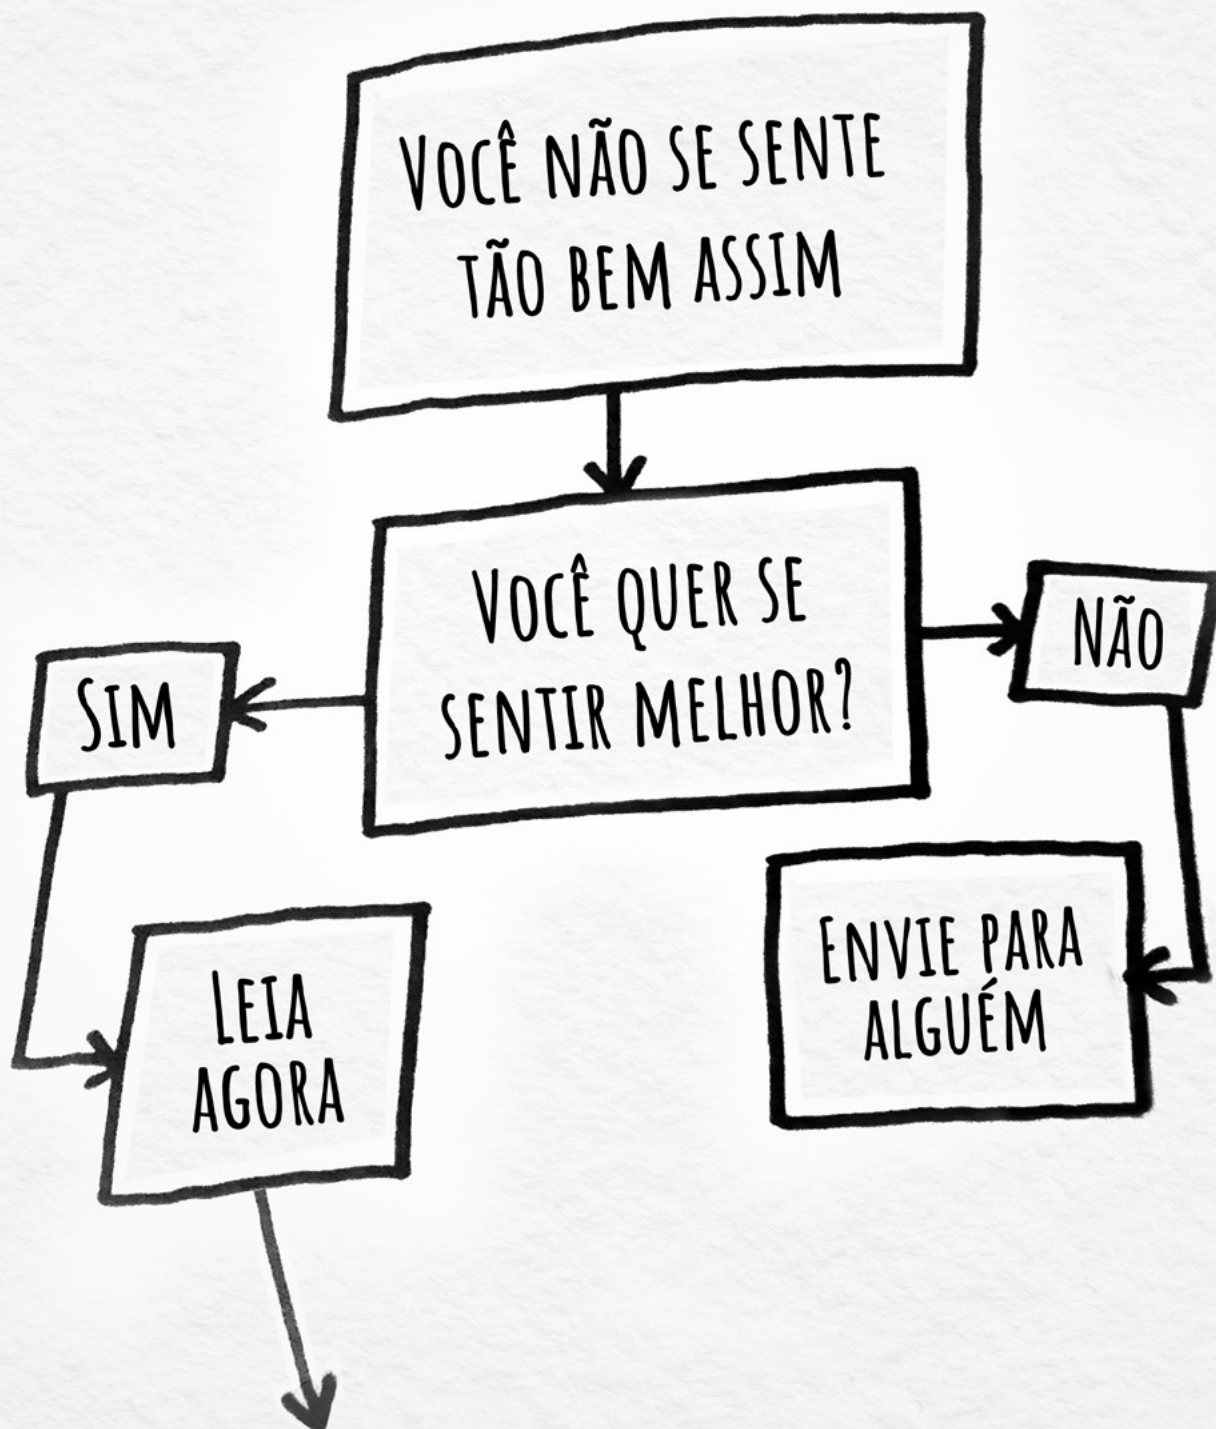 VOCÊ NÃO SE SENTE
TÃO BEM ASSIM
VOCÊ QUER SE
SENTIR MELHOR?
NÃO
SIM
ENVIE PARA
ALGUÉM
LEIA
AGORA